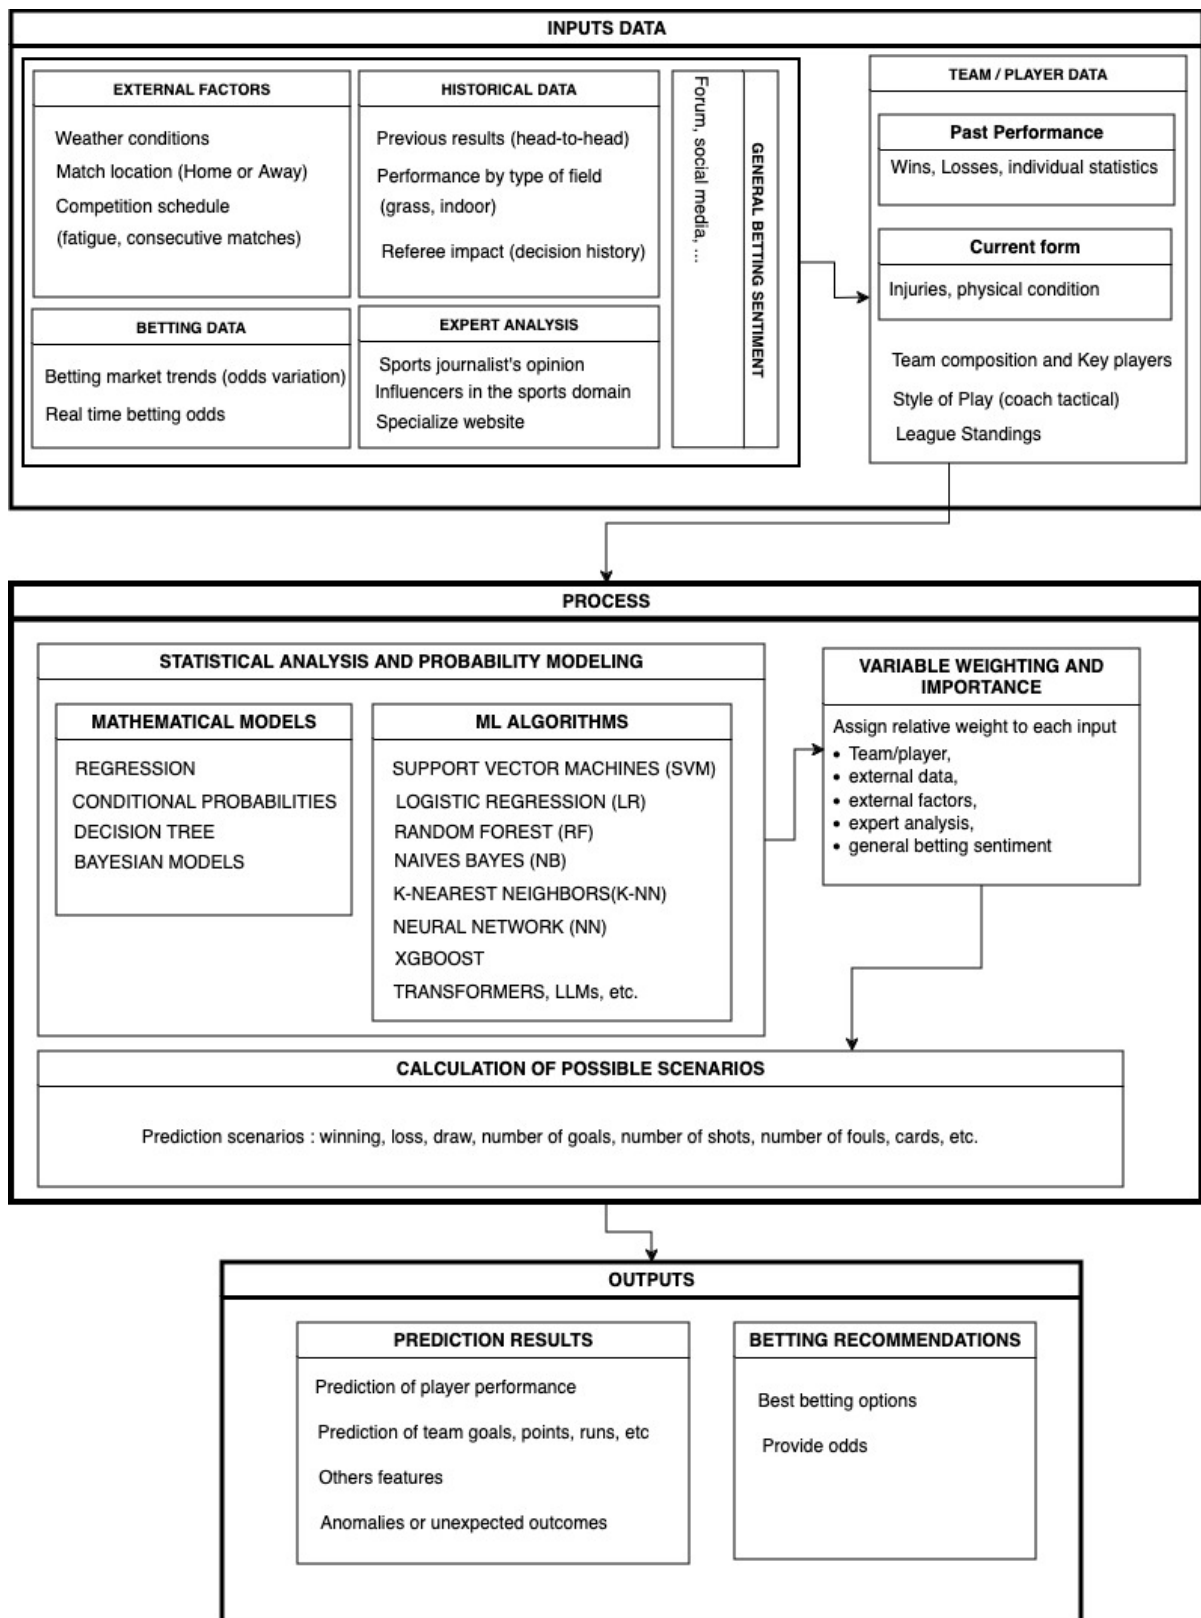 INPUTS DATA
EXTERNAL FACTORS
Weather conditions
Match location (Home or Away)
Competition schedule
(fatigue, consecutive matches)
HISTORICAL DATA
Previous results (head-to-head)
Performance by type of field
(grass, indoor)
Referee impact (decision history)
BETTING DATA
Betting market trends (odds variation)
Real time betting odds
EXPERT ANALYSIS
Sports journalist's opinion
Influencers in the sports domain
Specialize website
GENERAL BETTING SENTIMENT
Forum, social media, ...
TEAM / PLAYER DATA
Past Performance
Wins, Losses, individual statistics
Current form
Injuries, physical condition
Team composition and Key players
Style of Play (coach tactical)
League Standings
PROCESS
STATISTICAL ANALYSIS AND PROBABILITY MODELING
MATHEMATICAL MODELS
REGRESSION
CONDITIONAL PROBABILITIES
DECISION TREE
BAYESIAN MODELS
ML ALGORITHMS
SUPPORT VECTOR MACHINES (SVM)
LOGISTIC REGRESSION (LR)
RANDOM FOREST (RF)
NAIVES BAYES (NB)
K-NEAREST NEIGHBORS(K-NN)
NEURAL NETWORK (NN)
XGBOOST
TRANSFORMERS, LLMs, etc.
VARIABLE WEIGHTING AND
IMPORTANCE
Assign relative weight to each input
• Team/player,
• external data,
• external factors,
• expert analysis,
• general betting sentiment
CALCULATION OF POSSIBLE SCENARIOS
Prediction scenarios : winning, loss, draw, number of goals, number of shots, number of fouls, cards, etc.
OUTPUTS
PREDICTION RESULTS
Prediction of player performance
Prediction of team goals, points, runs, etc
Others features
Anomalies or unexpected outcomes
BETTING RECOMMENDATIONS
Best betting options
Provide odds